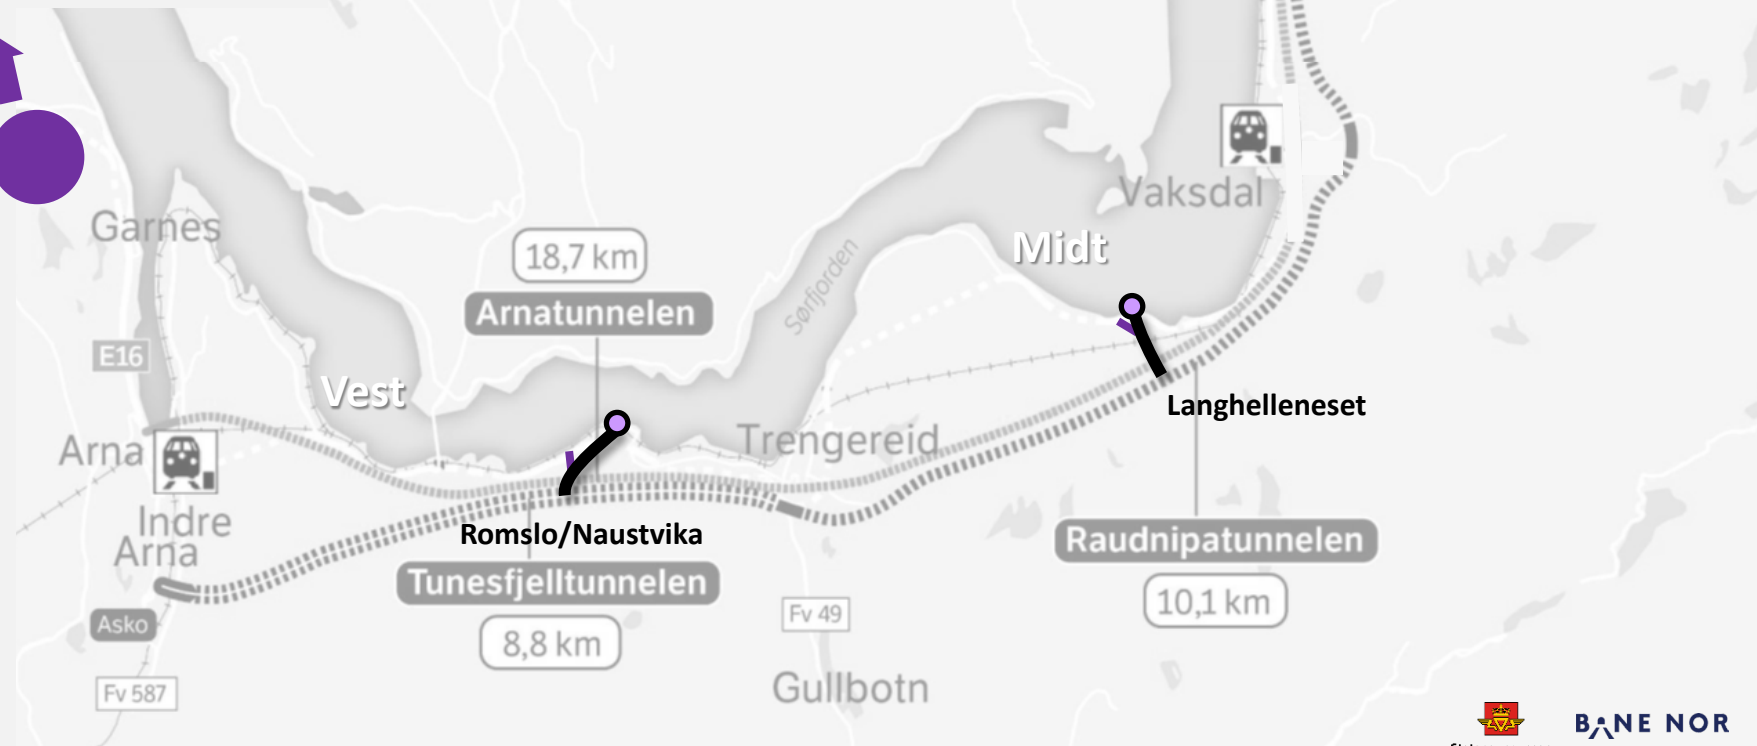 Vaksdal
Garnes
Midt
18,7 km
Arnatunnelen
Sørfjorden
E16
Vest
Langhelleneset
Arna
Trengereid
Indre
Arna
Romslo/Naustvika
Raudnipatunnelen
Tunesfjelltunnelen
10,1 km
Asko
Fv 49
8,8 km
Fv 587
Gullbotn
BANE NOR